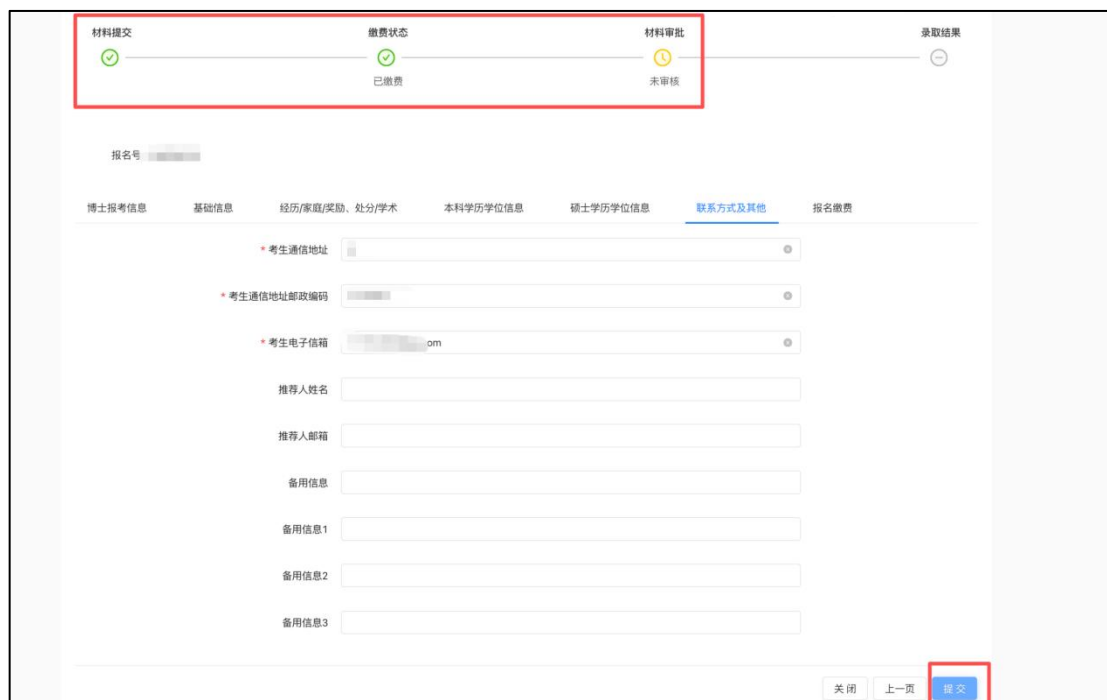 材料提交 缴费状态 材料审批 录取结果
已缴费 未审核
报名号
博士报考信息 基础信息 经历/家庭/奖励、处分/学术 本科学历学位信息 硕士学历学位信息 联系方式及其他 报名缴费
* 考生通信地址
* 考生通信地址邮政编码
* 考生电子信箱 om
推荐人姓名
推荐人邮箱
备用信息
备用信息1
备用信息2
备用信息3
关闭 上一页 提交